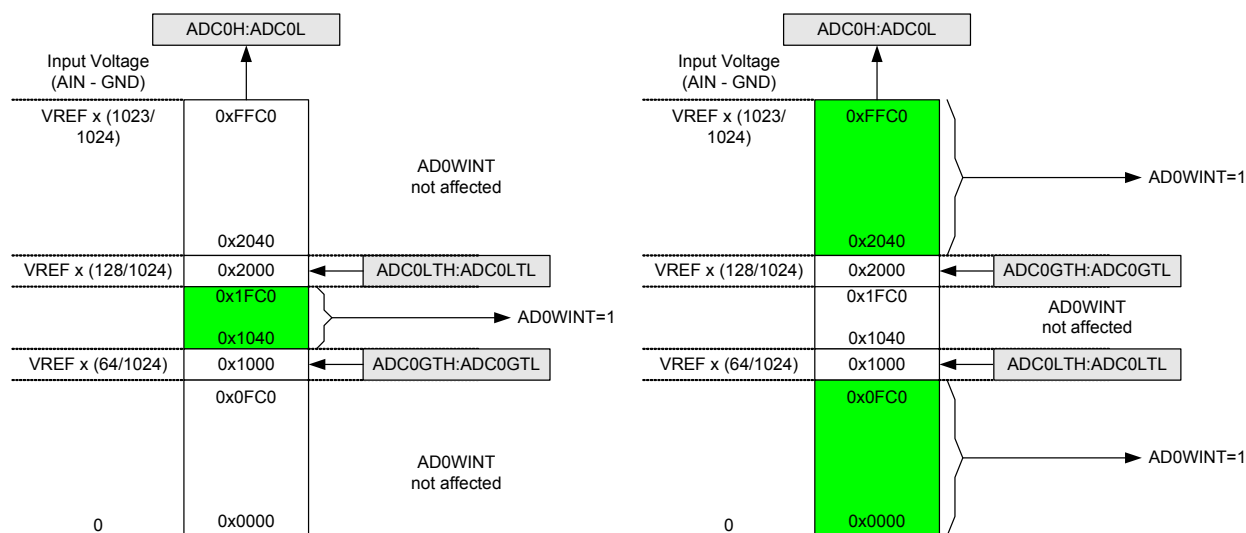 ADC0H:ADC0L
Input Voltage
(AIN - GND)
VREF x (1023/
1024)
0xFFC0
AD0WINT
not affected
0x2040
VREF x (128/1024)
0x2000
ADC0LTH:ADC0LTL
0x1FC0
AD0WINT=1
0x1040
VREF x (64/1024)
0x1000
ADC0GTH:ADC0GTL
0x0FC0
AD0WINT
not affected
0
0x0000
ADC0H:ADC0L
Input Voltage
(AIN - GND)
VREF x (1023/
1024)
0xFFC0
AD0WINT=1
0x2040
VREF x (128/1024)
0x2000
ADC0GTH:ADC0GTL
0x1FC0
AD0WINT
not affected
0x1040
VREF x (64/1024)
0x1000
ADC0LTH:ADC0LTL
0x0FC0
AD0WINT=1
0
0x0000